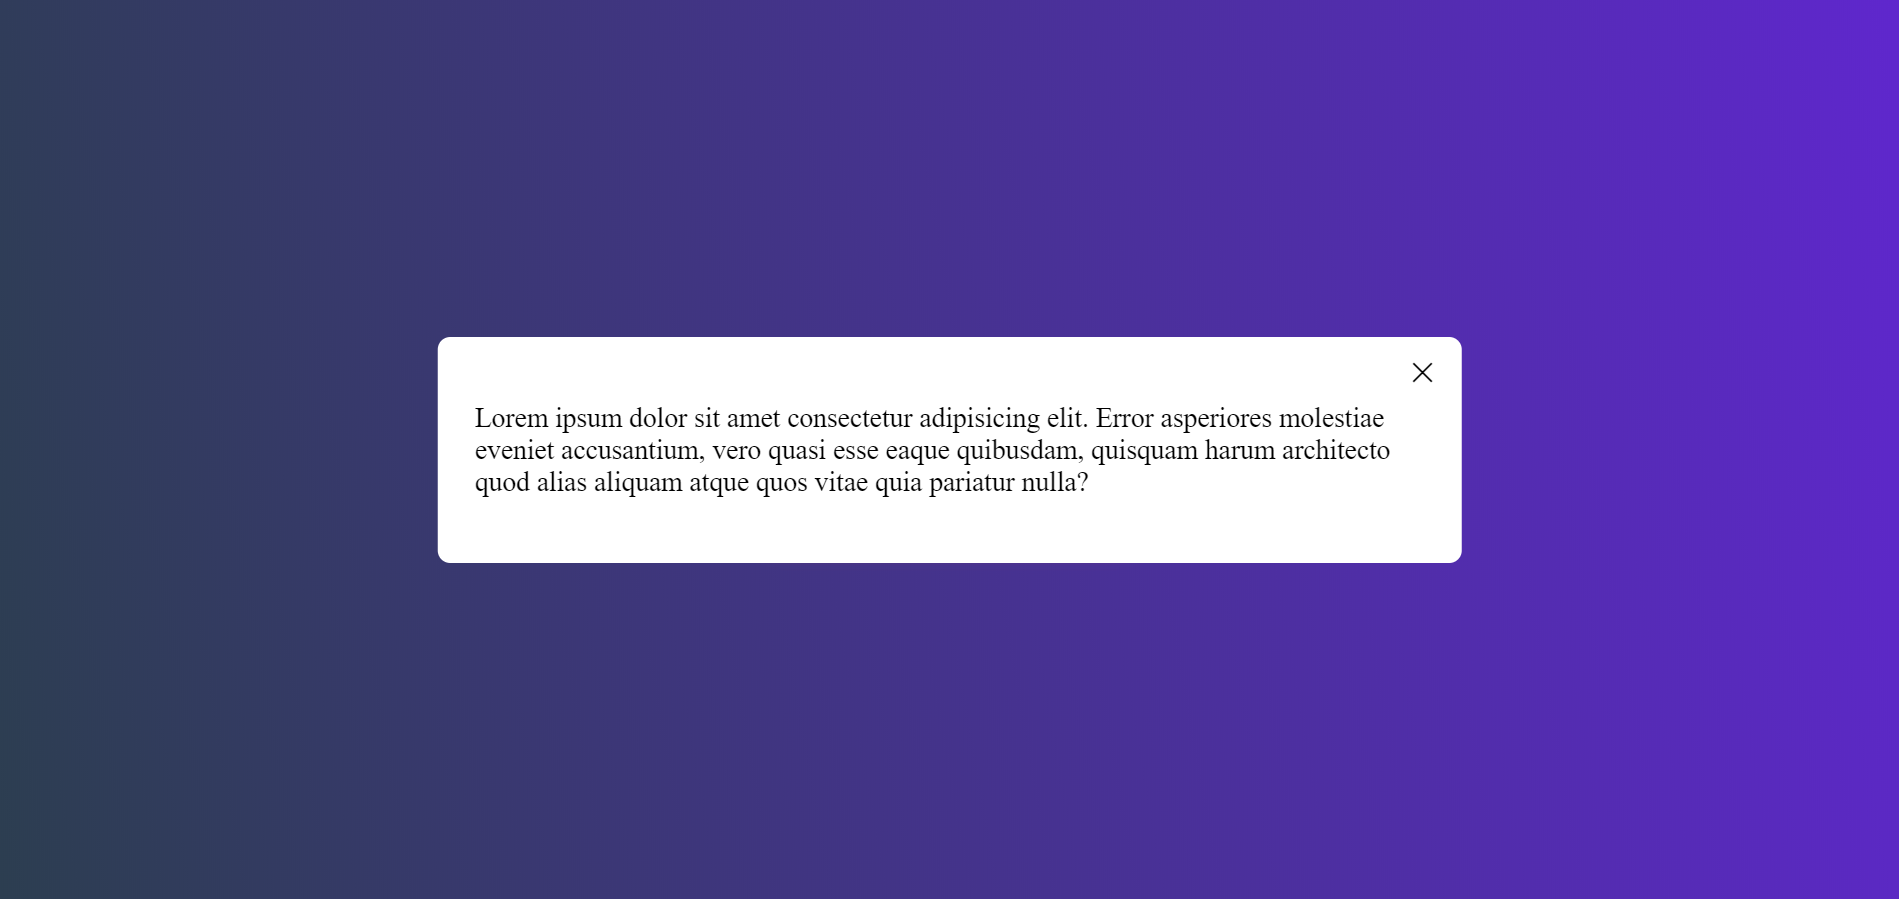 Lorem ipsum dolor sit amet consectetur adipisicing elit. Error asperiores molestiae
eveniet accusantium, vero quasi esse eaque quibusdam, quisquam harum architecto
quod alias aliquam atque quos vitae quia pariatur nulla?